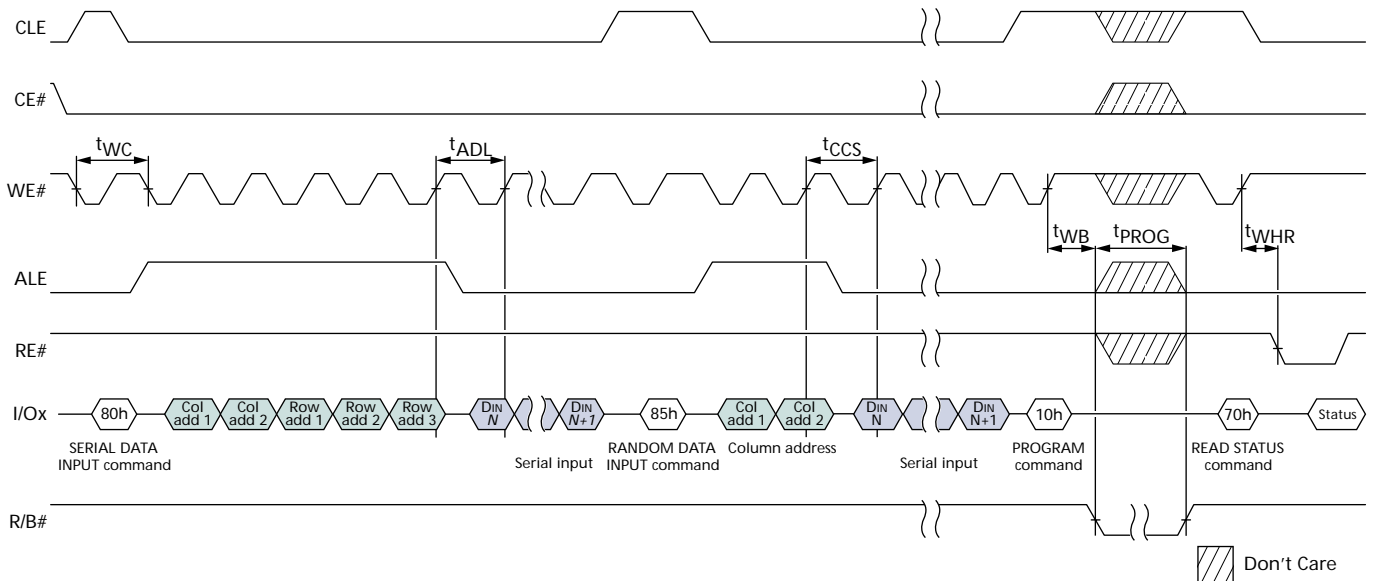 CLE
CE#
tWC
tADL
tCCS
WE#
tWB
tPROG
tWHR
ALE
RE#
I/Ox
80h
Col add 1
Col add 2
Row add 1
Row add 2
Row add 3
DIN N
DIN N+1
85h
Col add 1
Col add 2
DIN N
DIN N+1
10h
70h
Status
SERIAL DATA
INPUT command
Serial input
RANDOM DATA
INPUT command
Column address
Serial input
PROGRAM
command
READ STATUS
command
R/B#
Don't Care